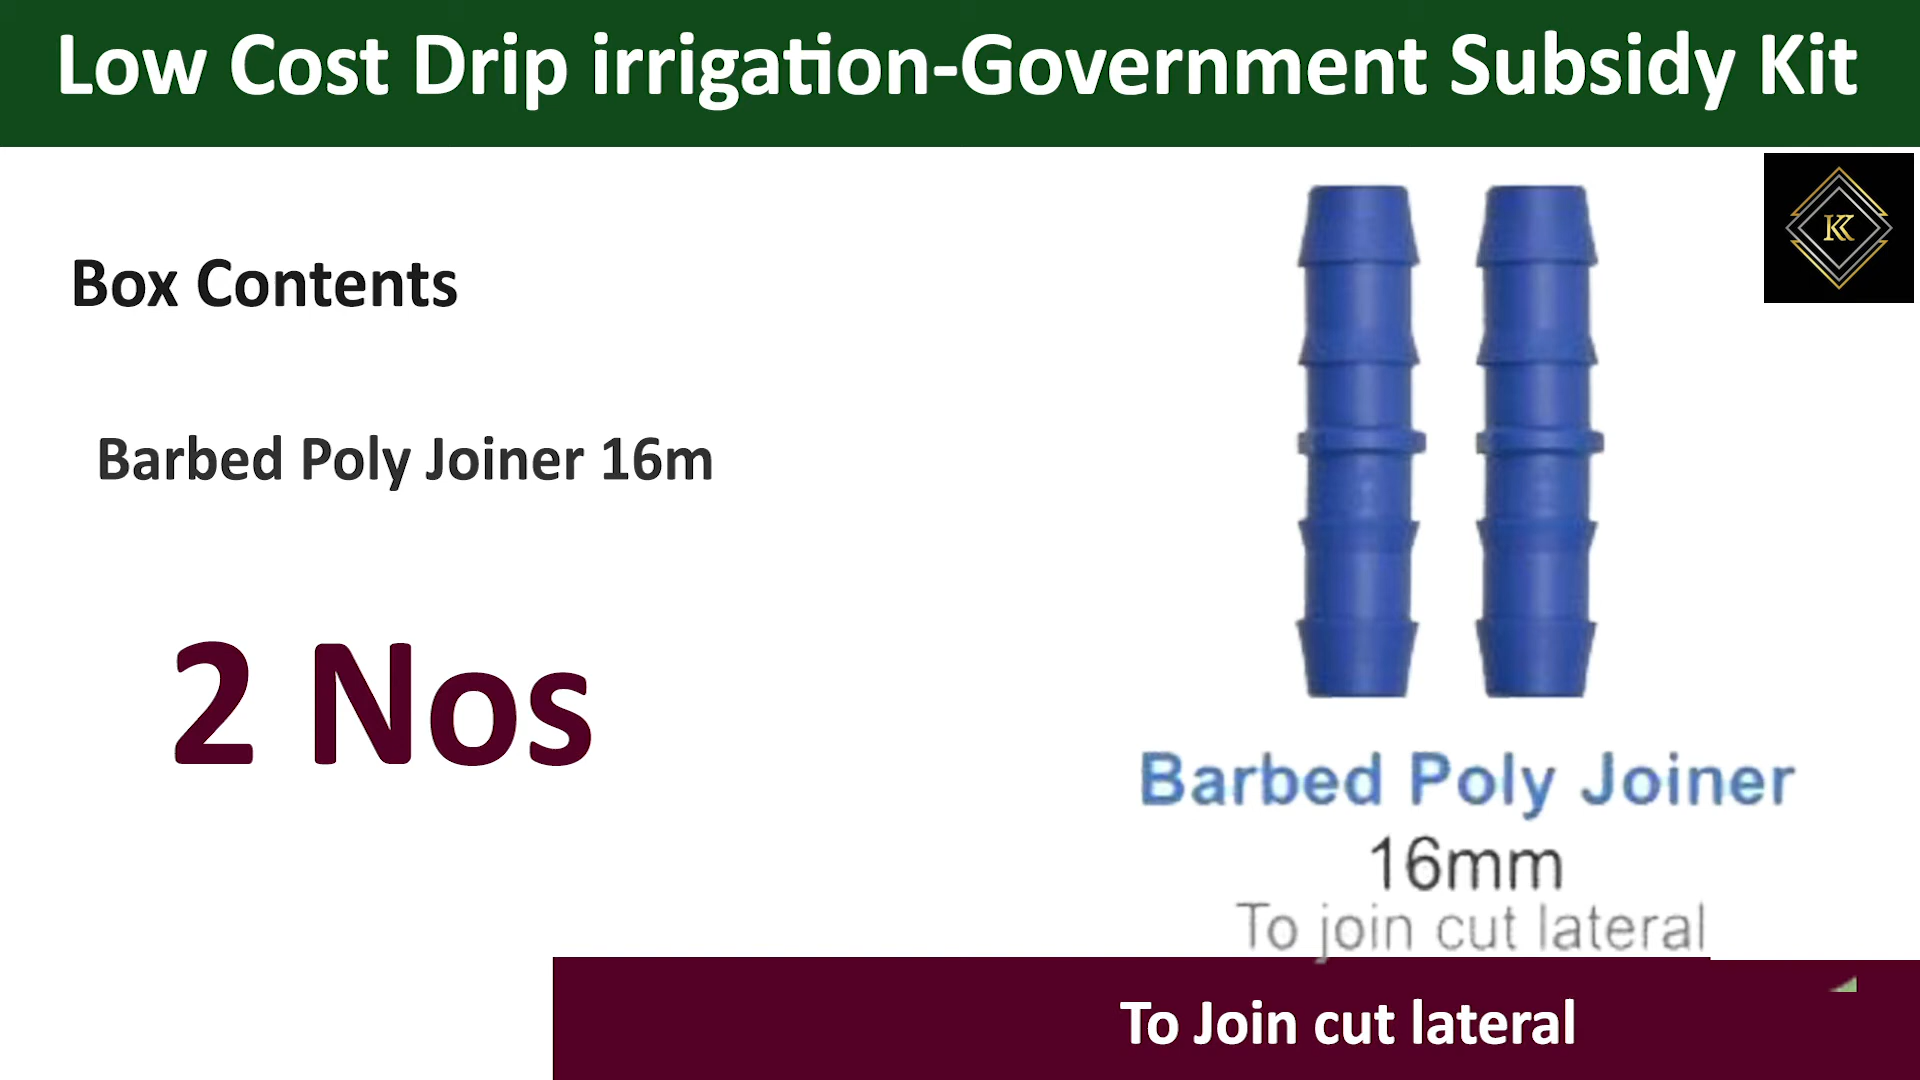 Low Cost Drip irrigation-Government Subsidy Kit
KK
Box Contents
Barbed Poly Joiner 16m
2 Nos
Barbed Poly Joiner
16mm
To join cut lateral
To Join cut lateral